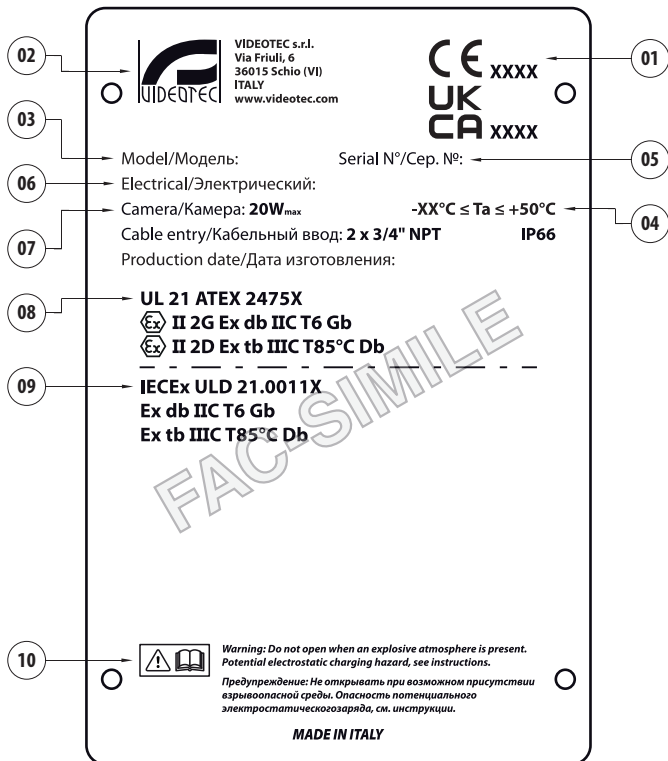 02
VIDEOTEC
VIDEOTEC s.r.l.
Via Friuli, 6
36015 Schio (VI)
ITALY
www.videotec.com
CE XXXX
UK
CA XXXX
01
03
Model/Модель:
Serial N°/Сер. №:
05
06
Electrical/Электрический:
07
Camera/Камера: 20Wmax
-XX°C ≤ Ta ≤ +50°C
04
Cable entry/Кабельный ввод: 2 x 3/4" NPT
IP66
Production date/Дата изготовления:
08
UL 21 ATEX 2475X
Ex II 2G Ex db IIC T6 Gb
Ex II 2D Ex tb IIIC T85°C Db
09
IECEx ULD 21.0011X
Ex db IIC T6 Gb
Ex tb IIIC T85°C Db
FAC-SIMILE
10
Warning: Do not open when an explosive atmosphere is present.
Potential electrostatic charging hazard, see instructions.
Предупреждение: Не открывать при возможном присутствии
взрывоопасной среды. Опасность потенциального
электростатическогозаряда, см. инструкции.
MADE IN ITALY